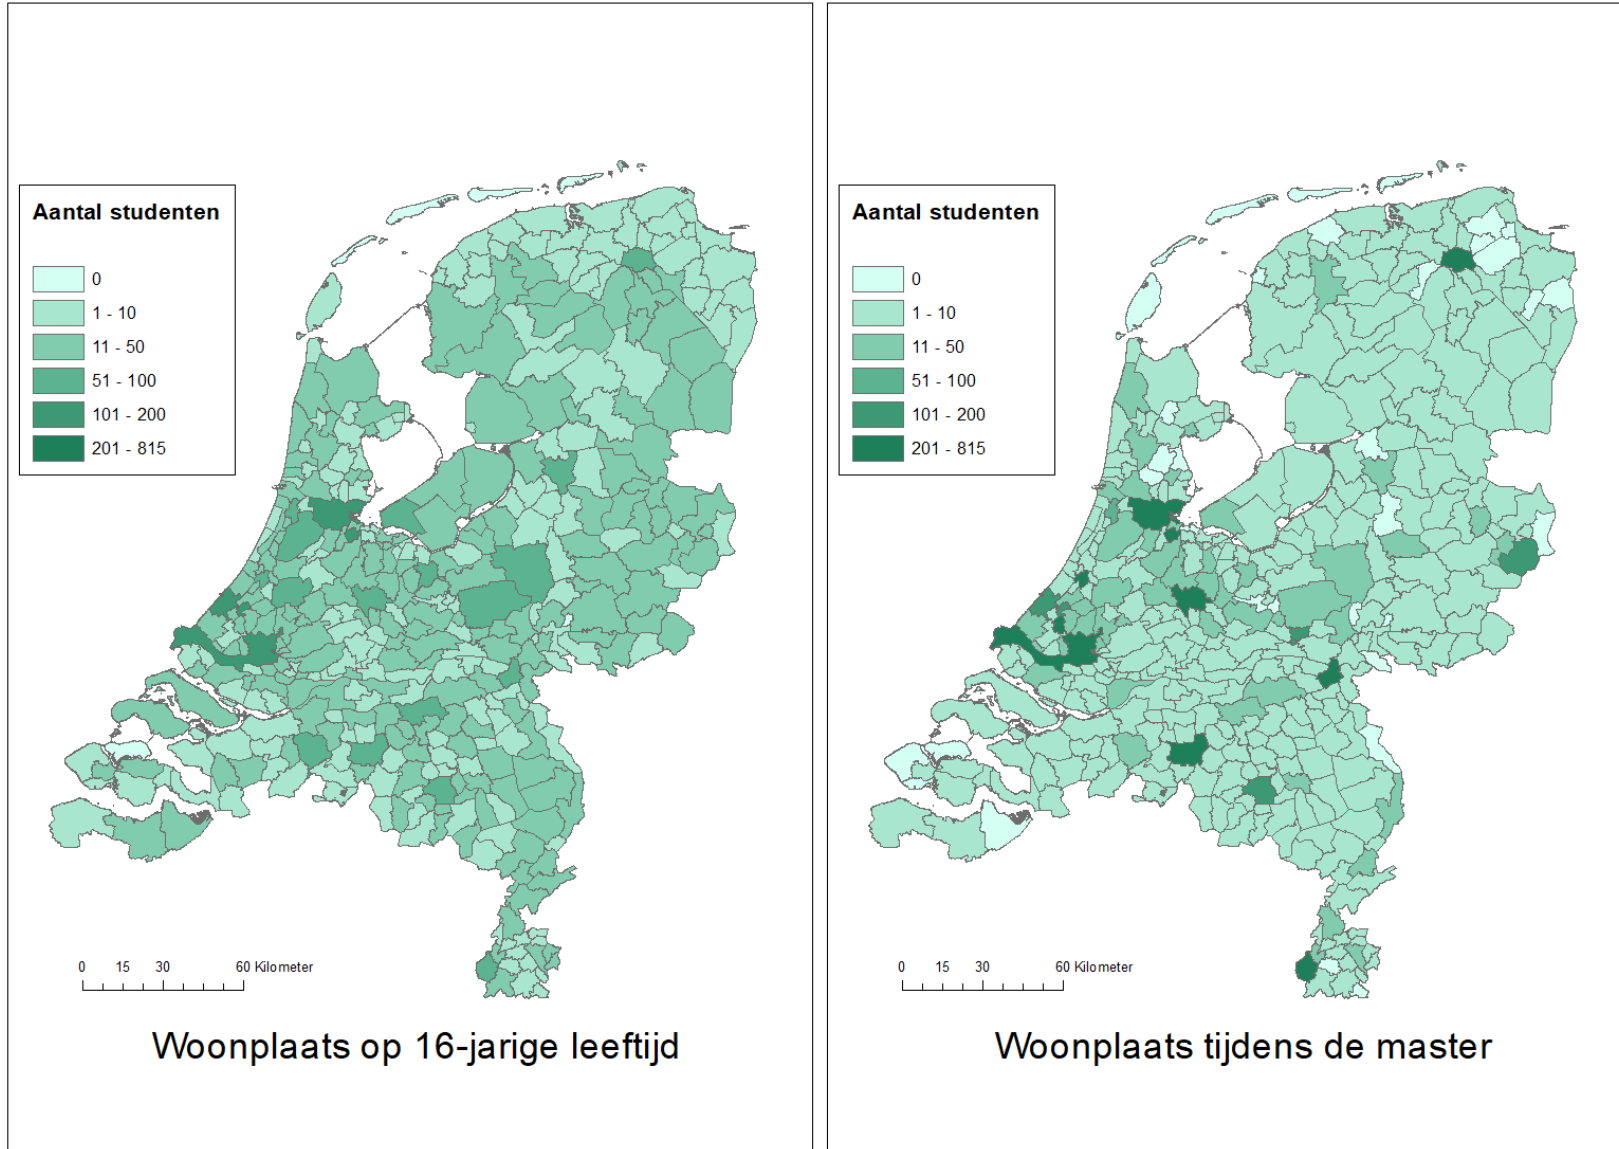 Aantal studenten
0
1 - 10
11 - 50
51 - 100
101 - 200
201 - 815
0 15 30 60 Kilometer
Woonplaats op 16-jarige leeftijd
Aantal studenten
0
1 - 10
11 - 50
51 - 100
101 - 200
201 - 815
0 15 30 60 Kilometer
Woonplaats tijdens de master